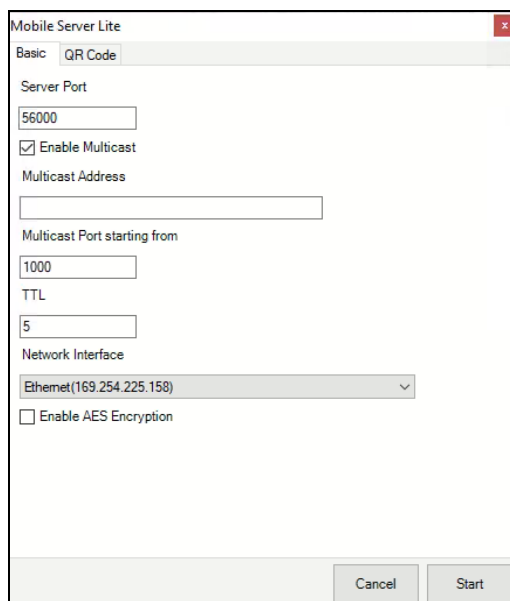 Mobile Server Lite
x
Basic QR Code
Server Port
56000
Enable Multicast
Multicast Address
Multicast Port starting from
1000
TTL
5
Network Interface
Ethernet(169.254.225.158)
Enable AES Encryption
Cancel Start